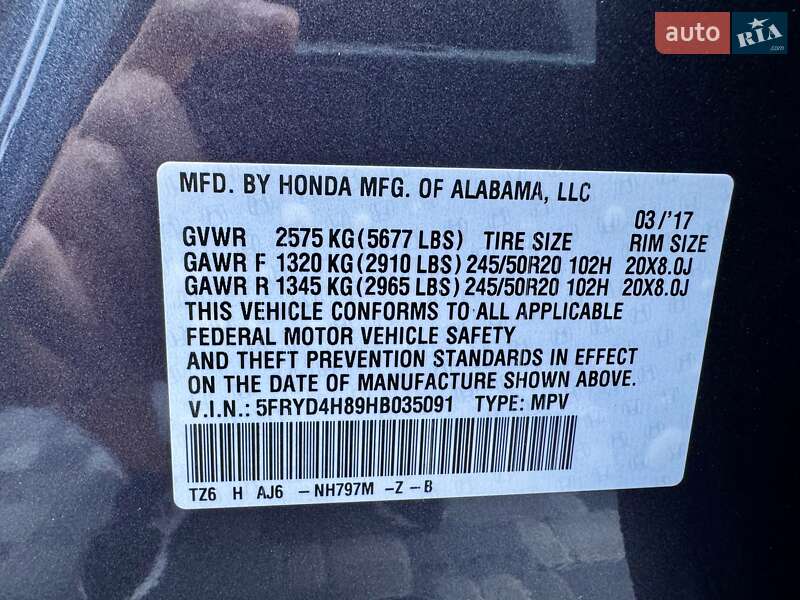 auto RIA.com
MFD. BY HONDA MFG. OF ALABAMA, LLC
03/'17
GVWR 2575 KG (5677 LBS) TIRE SIZE RIM SIZE
GAWR F 1320 KG (2910 LBS) 245/50R20 102H 20X8.0J
GAWR R 1345 KG (2965 LBS) 245/50R20 102H 20X8.0J
THIS VEHICLE CONFORMS TO ALL APPLICABLE
FEDERAL MOTOR VEHICLE SAFETY
AND THEFT PREVENTION STANDARDS IN EFFECT
ON THE DATE OF MANUFACTURE SHOWN ABOVE.
V.I.N.: 5FRYD4H89HB035091 TYPE: MPV
TZ6 H AJ6 -NH797M -Z-B